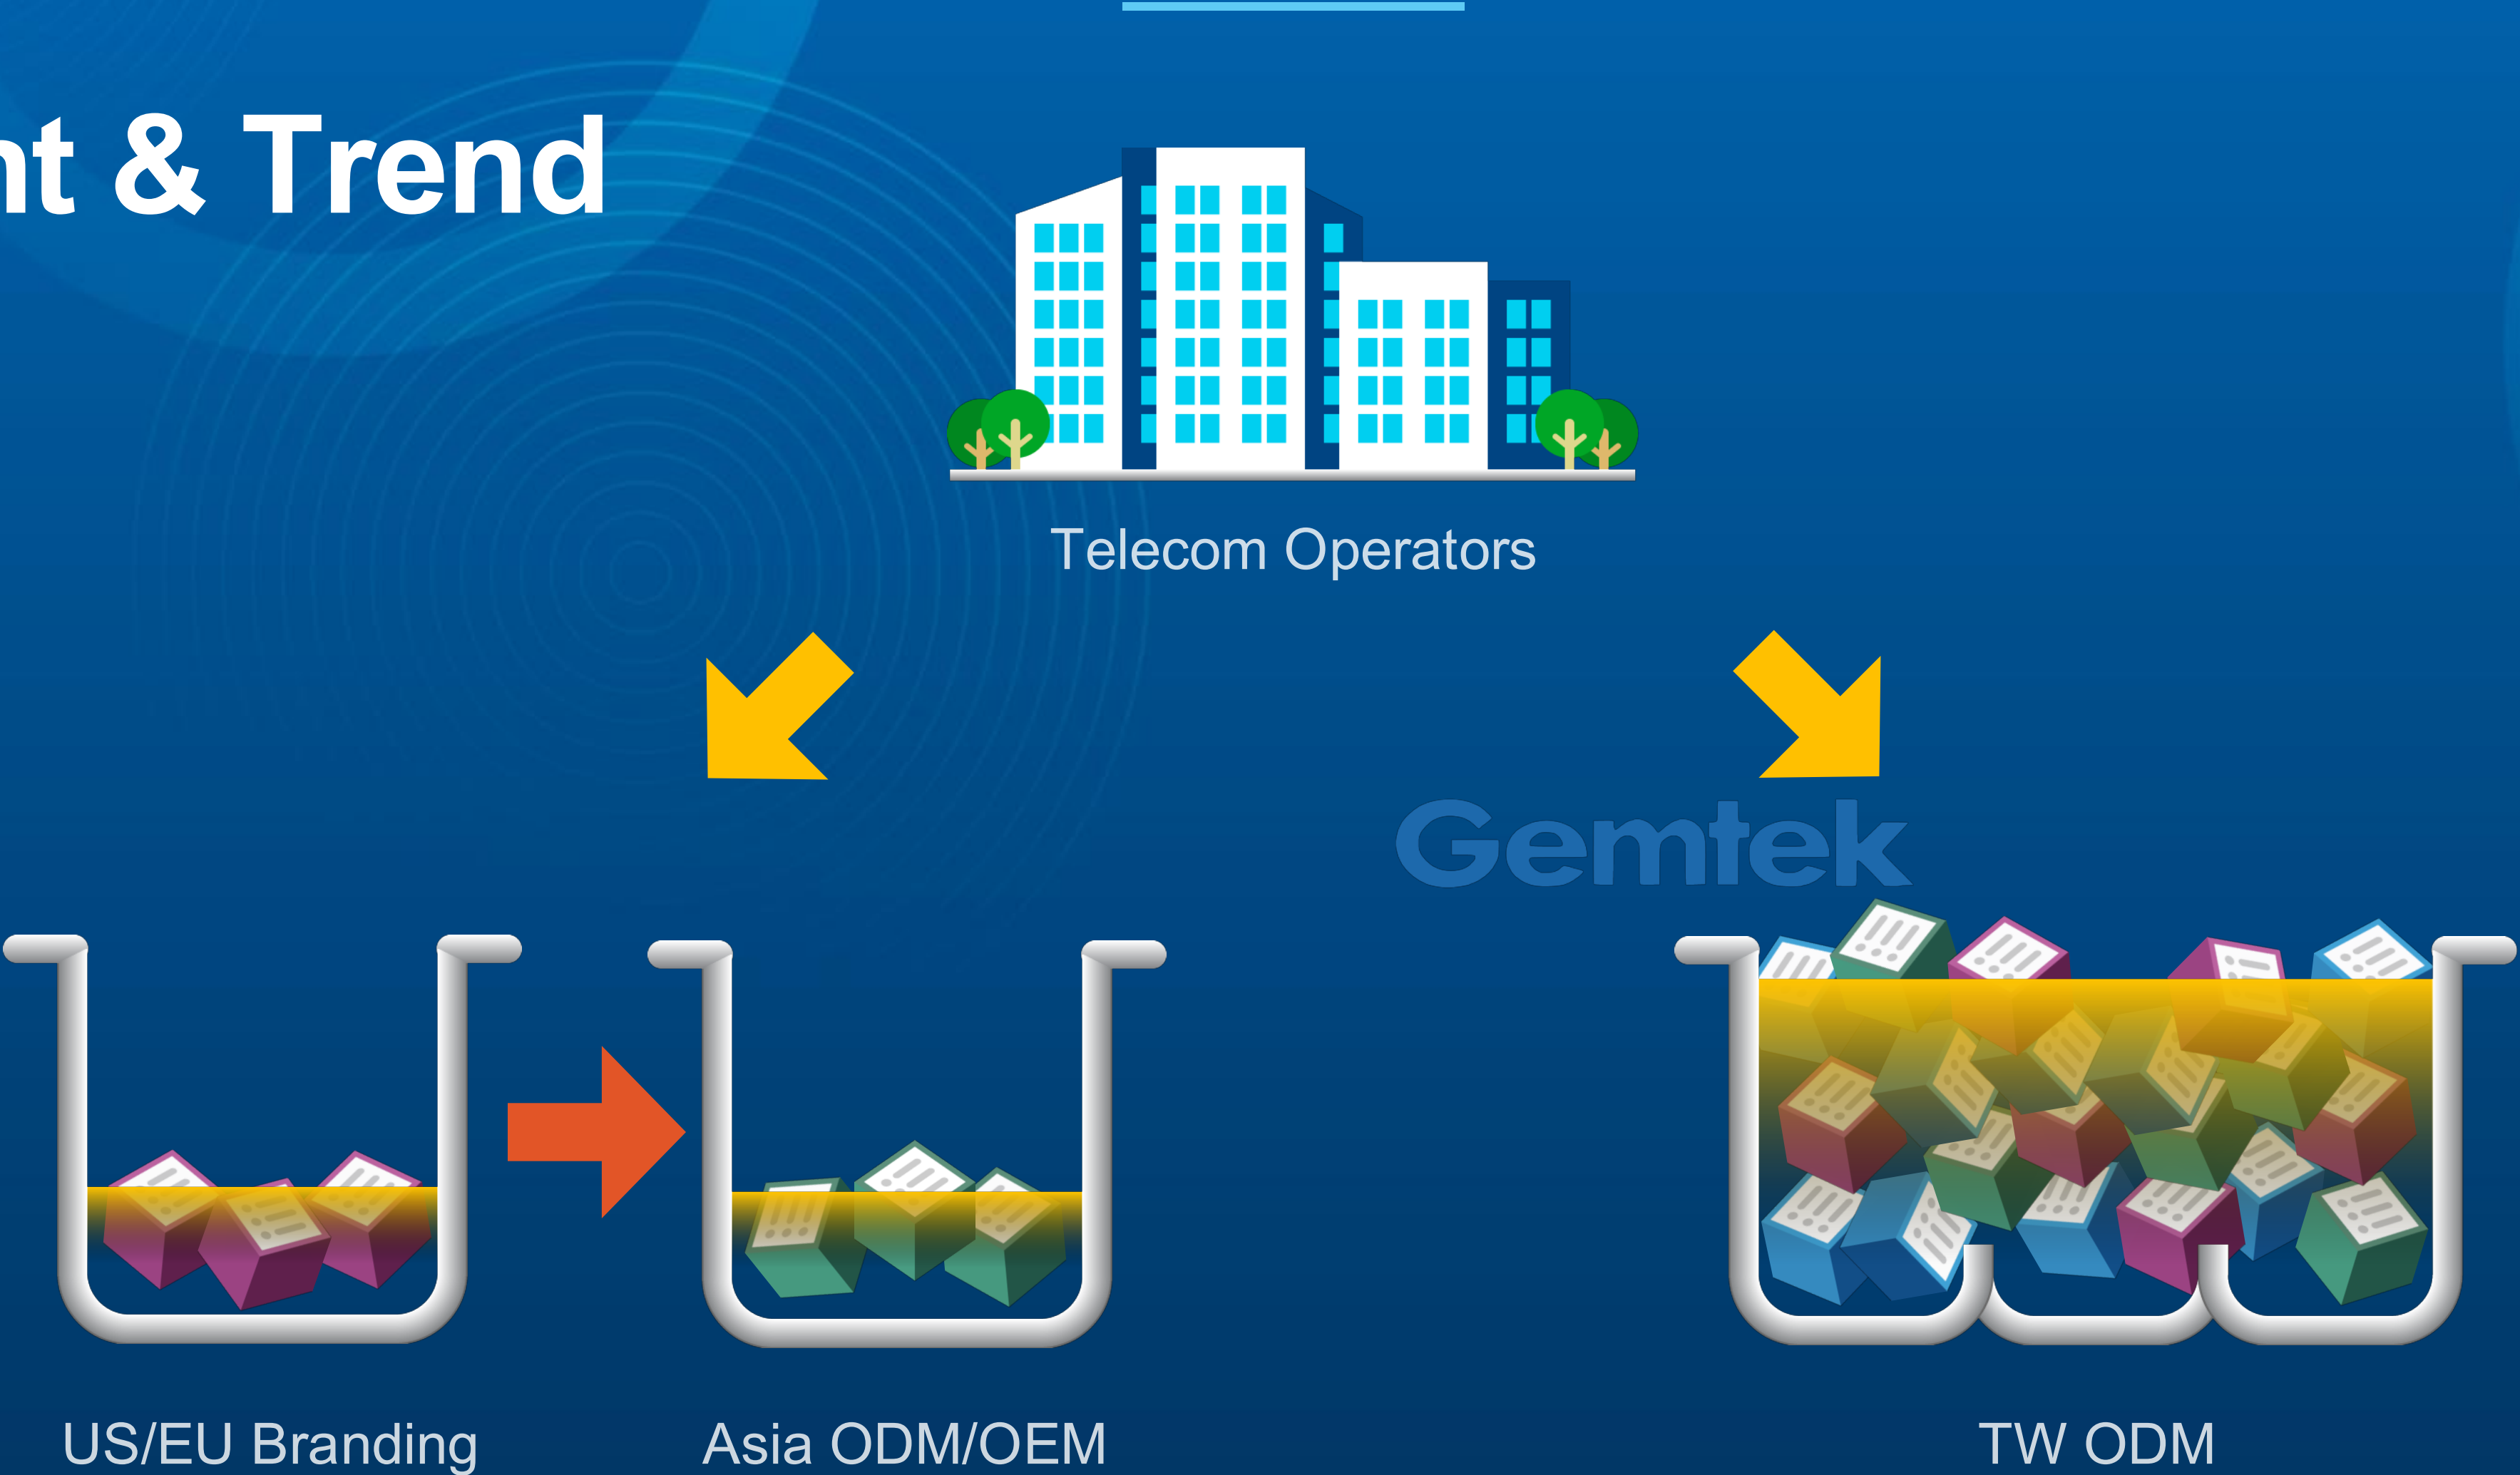 nt & Trend
Telecom Operators
Gemtek
US/EU Branding
Asia ODM/OEM
TW ODM